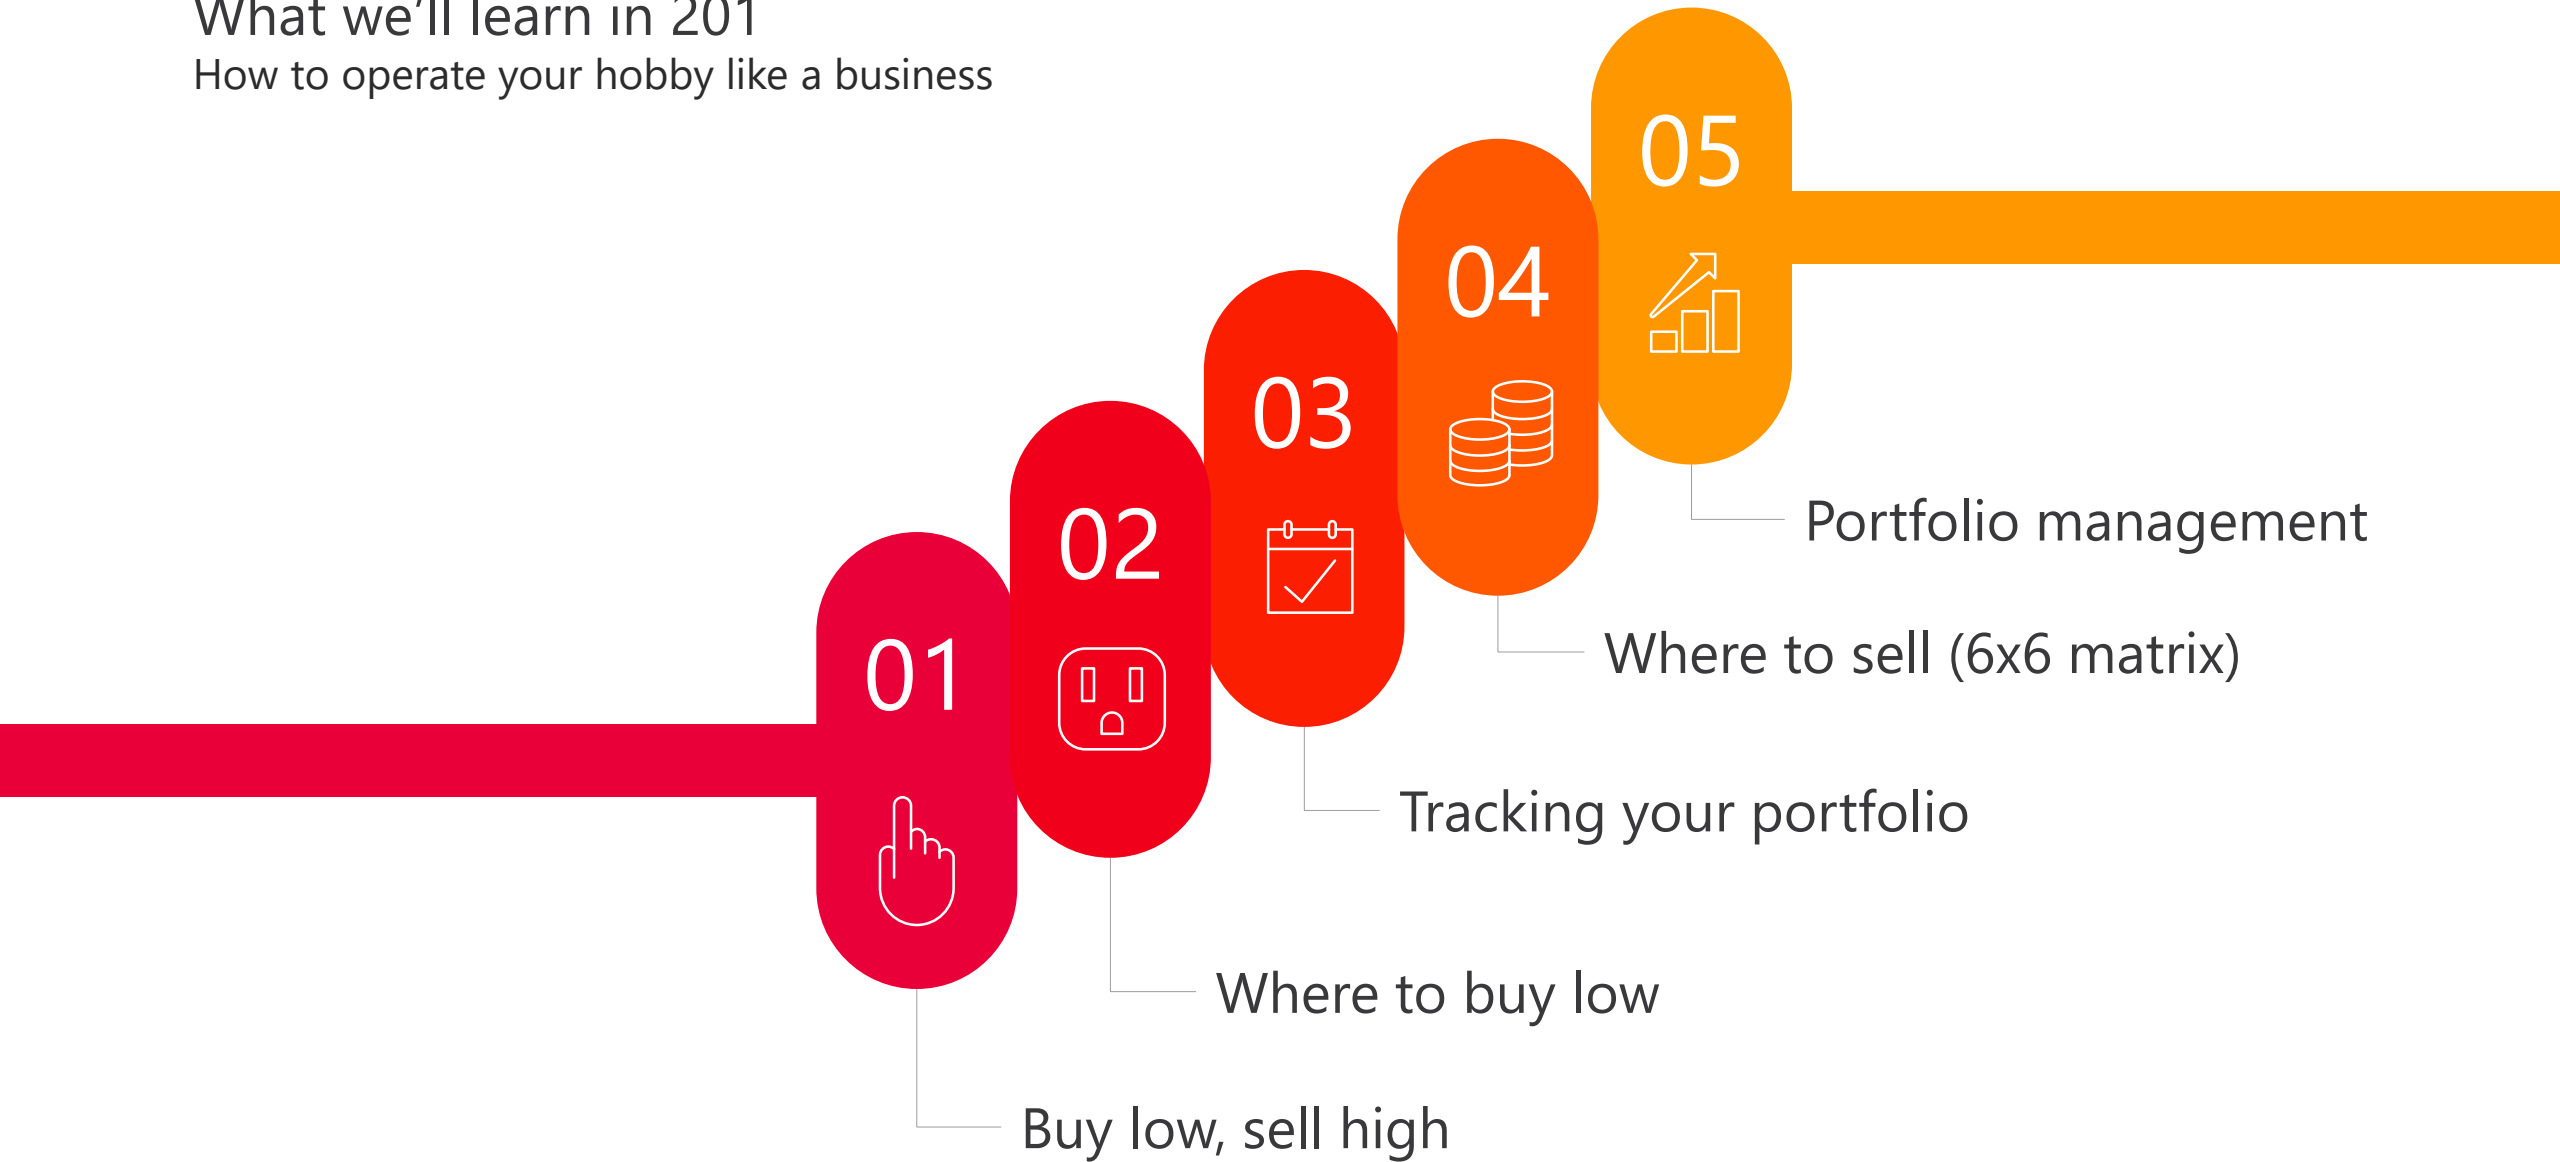 What we'll learn in 201
How to operate your hobby like a business
01
Buy low, sell high
02
Where to buy low
03
Tracking your portfolio
04
Where to sell (6x6 matrix)
05
Portfolio management